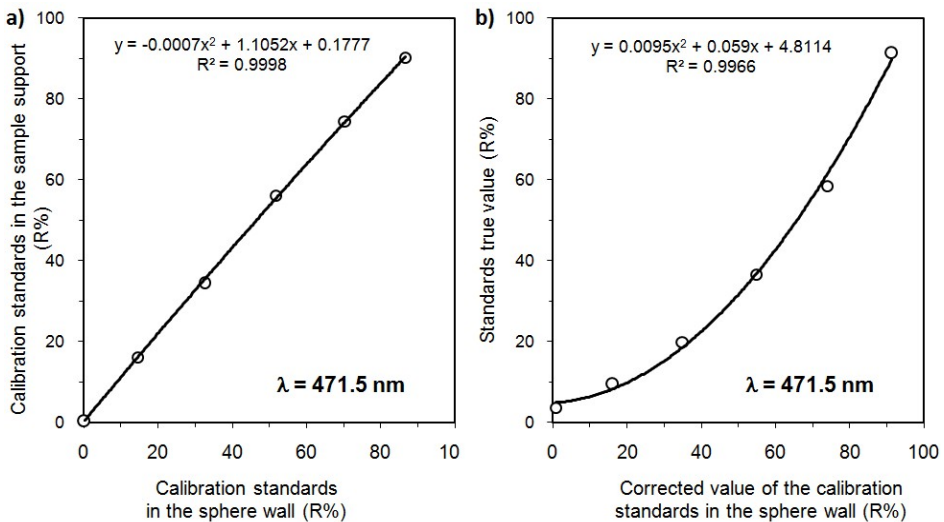 a)
Calibration standards in the sample support
(R%)
100
80
60
40
20
0
y = -0.0007x² + 1.1052x + 0.1777
R² = 0.9998
λ = 471.5 nm
0 20 40 60 80 10
Calibration standards
in the sphere wall (R%)
b)
Standards true value (R%)
100
80
60
40
20
0
y = 0.0095x² + 0.059x + 4.8114
R² = 0.9966
λ = 471.5 nm
0 20 40 60 80 100
Corrected value of the calibration
standards in the sphere wall (R%)